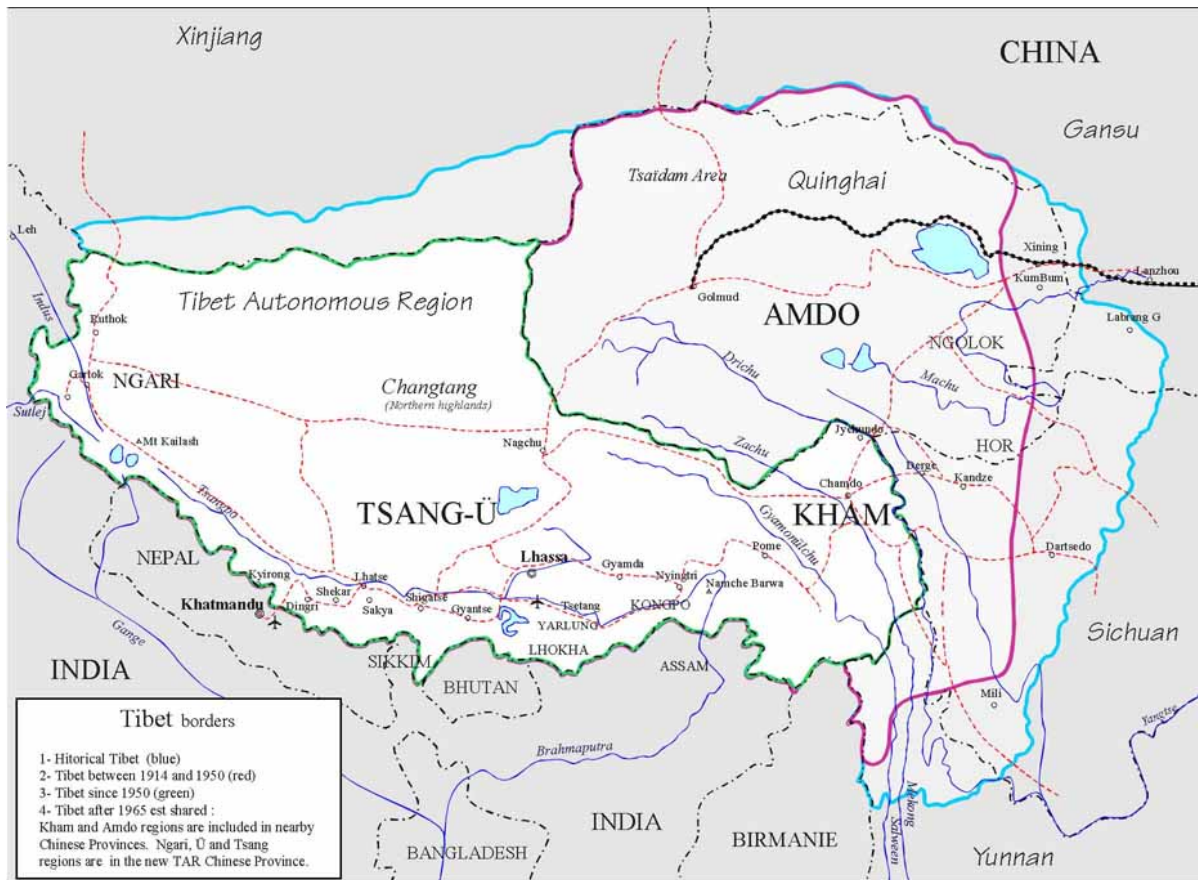 Xinjiang
CHINA
Gansu
Tsaïdam Area
Quinghai
Leh
Xining
Lanzhou
KumBum
Indus
Tibet Autonomous Region
Golmud
AMDO
Labrang G
Ruthok
NGOLOK
Drichu
Machu
Gartok
NGARI
Changtang
(Northern highlands)
Sutlej
Mt Kailash
Nagchu
Zachu
Jyekundo
HOR
Derge
Kandze
Chamdo
Tsangpo
TSANG-Ü
KHAM
Gyamonlchu
NEPAL
Lhassa
Pome
Dartsedo
Kyirong
Lhatse
Gyamda
Nyingtri
Namche Barwa
Shekar
Khatmandu
Dingri
Sakya
Shigatse
Gyantse
Tsetang
KONGPO
YARLUNG
Sichuan
Gange
LHOKHA
SIKKIM
ASSAM
INDIA
BHUTAN
Mili
Yangtse
Tibet borders
Brahmaputra
1- Hitorical Tibet (blue)
2- Tibet between 1914 and 1950 (red)
3- Tibet since 1950 (green)
4- Tibet after 1965 est shared :
Kham and Amdo regions are included in nearby
Chinese Provinces. Ngari, Ü and Tsang
regions are in the new TAR Chinese Province.
INDIA
Mekong
Salween
BIRMANIE
BANGLADESH
Yunnan